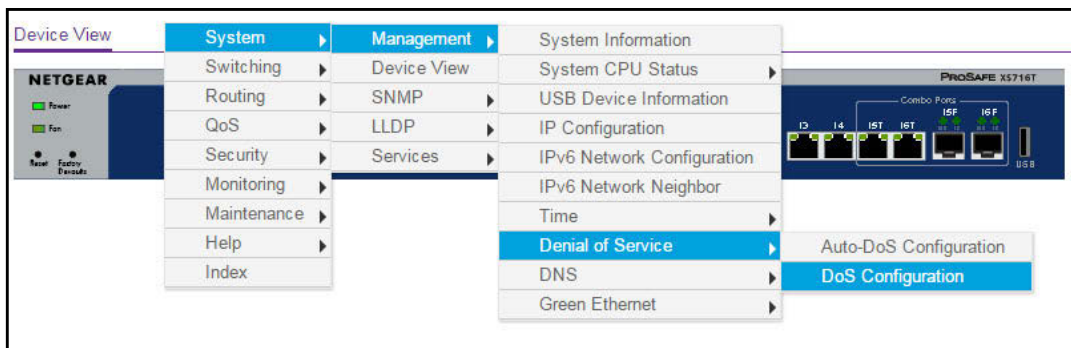 Device View
System
Management
System Information
Switching
Device View
System CPU Status
NETGEAR
PROSAFE XS716T
Routing
SNMP
USB Device Information
Power
Combo Ports
QoS
LLDP
IP Configuration
Fan
13 14 15T 16T 15F 16F
Security
Services
IPv6 Network Configuration
Reset Factory
Defaults
USB
Monitoring
IPv6 Network Neighbor
Maintenance
Time
Help
Denial of Service
Auto-DoS Configuration
Index
DNS
DoS Configuration
Green Ethernet